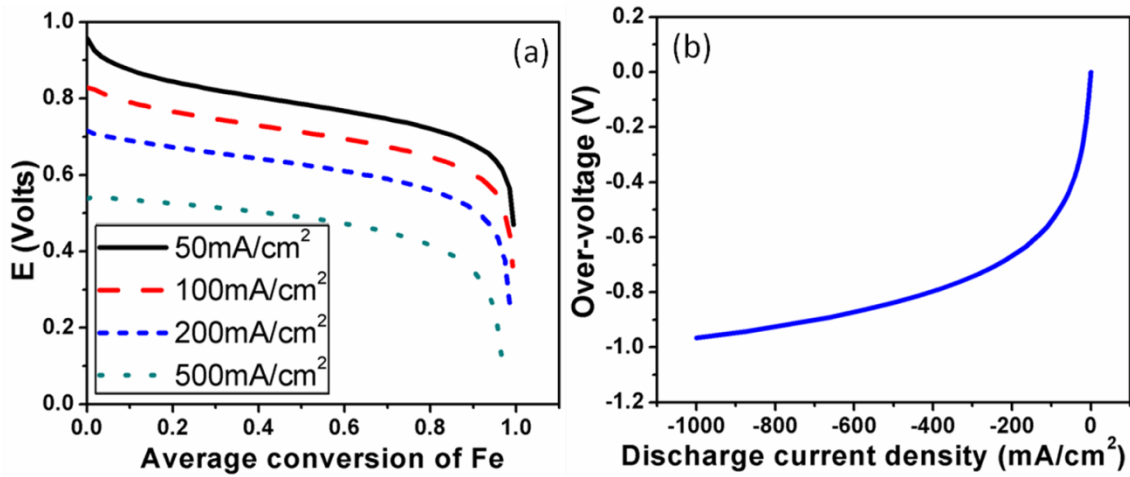 (a)
E (Volts)
1.0
0.8
0.6
0.4
0.2
0.0
50mA/cm²
100mA/cm²
200mA/cm²
500mA/cm²
0.0 0.2 0.4 0.6 0.8 1.0
Average conversion of Fe
(b)
Over-voltage (V)
0.2
0.0
-0.2
-0.4
-0.6
-0.8
-1.0
-1.2
-1000 -800 -600 -400 -200 0
Discharge current density (mA/cm²)